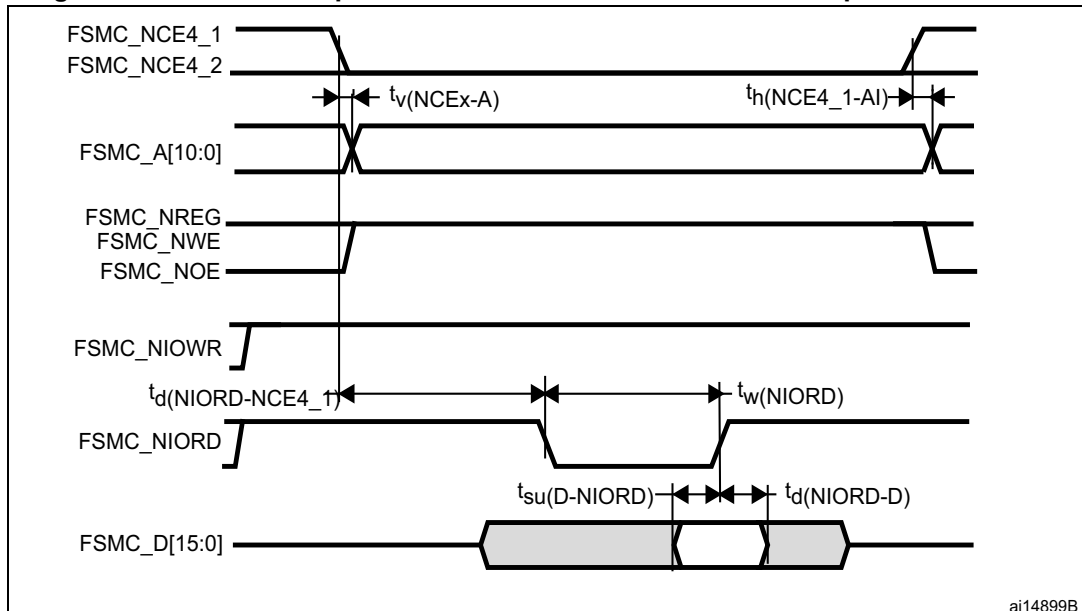 FSMC_NCE4_1
FSMC_NCE4_2
tv(NCEx-A)
th(NCE4_1-AI)
FSMC_A[10:0]
FSMC_NREG
FSMC_NWE
FSMC_NOE
FSMC_NIOWR
td(NIORD-NCE4_1)
tw(NIORD)
FSMC_NIORD
tsu(D-NIORD)
td(NIORD-D)
FSMC_D[15:0]
ai14899B